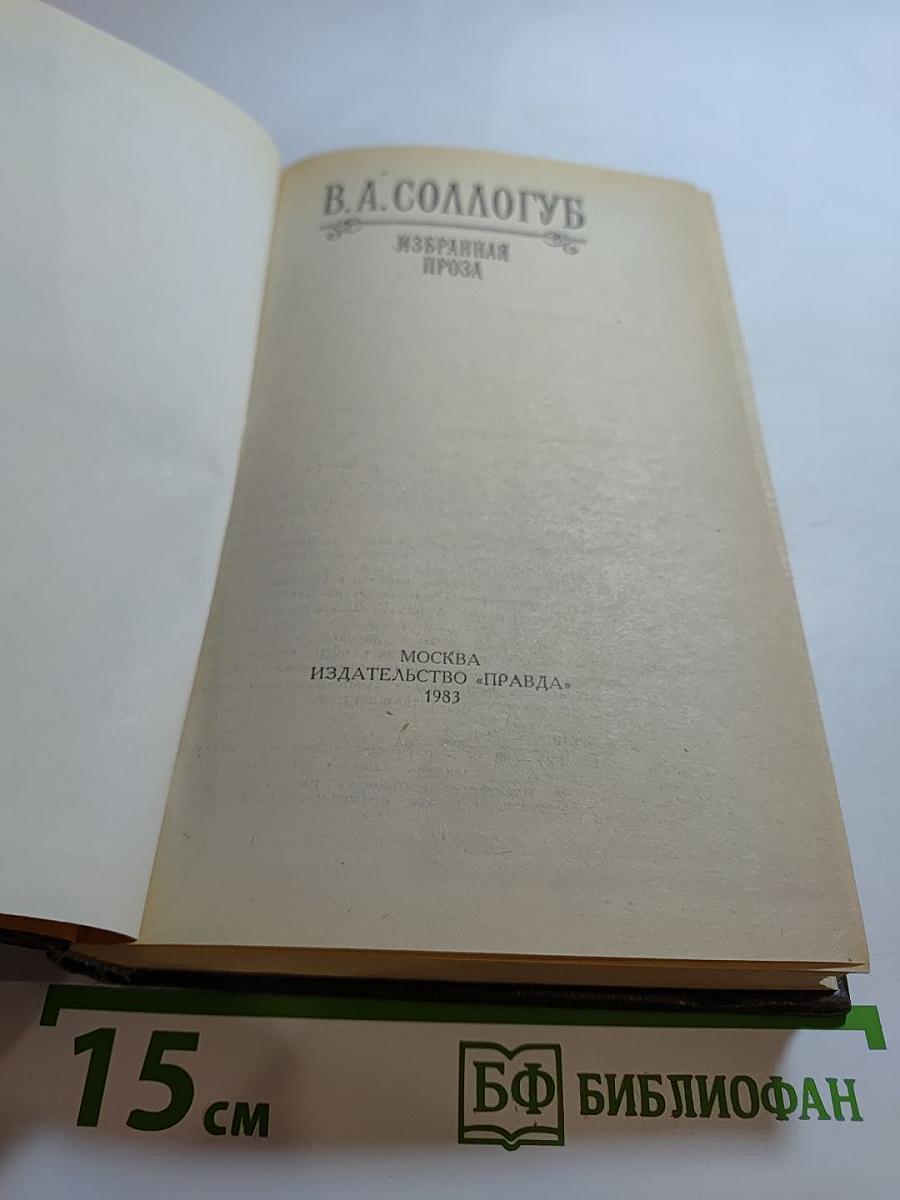 В. А. СОЛЛОГУБ
ИЗБРАННАЯ
ПРОЗА
МОСКВА
ИЗДАТЕЛЬСТВО «ПРАВДА»
1983
15 СМ
БФ БИБЛИОФАН